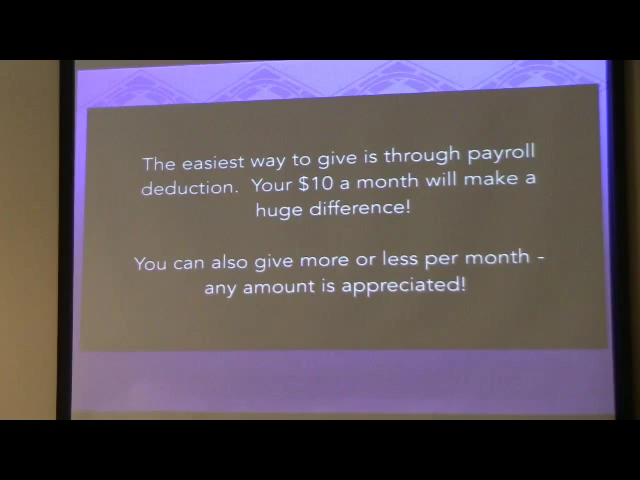 The easiest way to give is through payroll
deduction. Your $10 a month will make a
huge difference!
You can also give more or less per month -
any amount is appreciated!